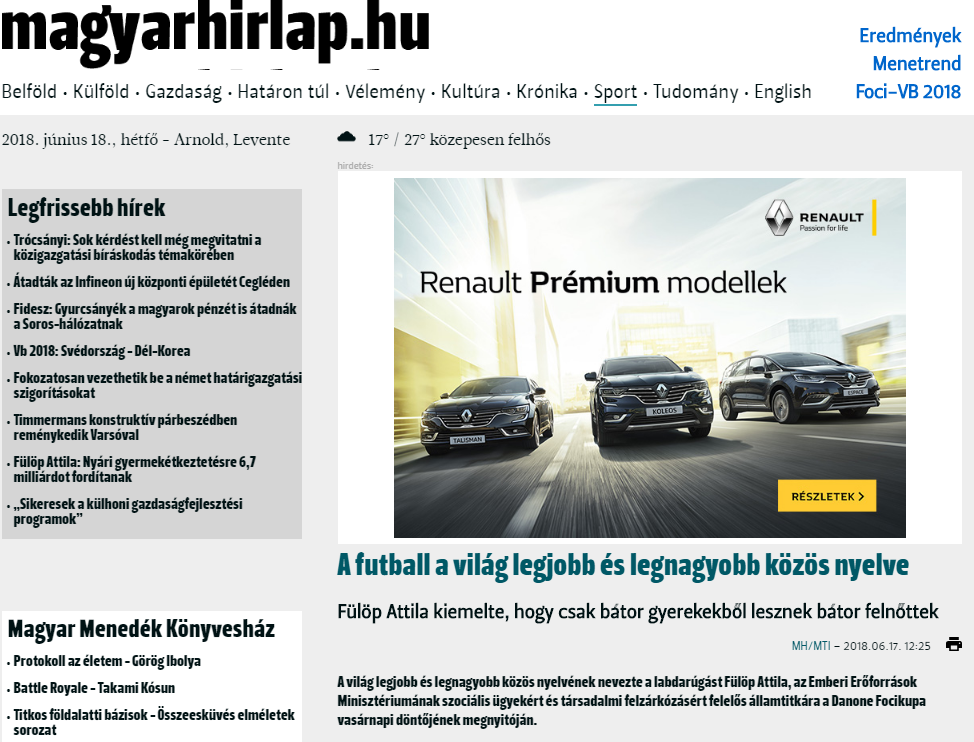 magyarhirlap.hu
Eredmények
Menetrend
Foci-VB 2018
Belföld • Külföld • Gazdaság • Határon túl • Vélemény • Kultúra • Krónika • Sport • Tudomány • English
2018. június 18., hétfő - Arnold, Levente
17° / 27° közepesen felhős
hirdetés:
Legfrissebb hírek
• Trócsányi: Sok kérdést kell még megvitatni a
közigazgatási bíráskodás témakörében
• Átadták az Infineon új központi épületét Cegléden
• Fidesz: Gyurcsányék a magyarok pénzét is átadnák
a Soros-hálózatnak
• Vb 2018: Svédország - Dél-Korea
• Fokozatosan vezethetik be a német határigazgatási
szigorításokat
• Timmermans konstruktív párbeszédben
reménykedik Varsóval
• Fülöp Attila: Nyári gyermekétkeztetésre 6,7
milliárdot fordítanak
• „Sikeresek a külhoni gazdaságfejlesztési
programok”
RENAULT
Passion for life
Renault Prémium modellek
TALISMAN
KOLEOS
ESPACE
RÉSZLETEK >
Magyar Menedék Könyvesház
• Protokoll az életem - Görög Ibolya
• Battle Royale - Takami Kósun
• Titkos földalatti bázisok - Összeesküvés elméletek
sorozat
A futball a világ legjobb és legnagyobb közös nyelve
Fülöp Attila kiemelte, hogy csak bátor gyerekekből lesznek bátor felnőttek
MH/MTI – 2018.06.17. 12:25
A világ legjobb és legnagyobb közös nyelvének nevezte a labdarúgást Fülöp Attila, az Emberi Erőforrások
Minisztériumának szociális ügyekért és társadalmi felzárkózásért felelős államtitkára a Danone Focikupa
vasárnapi döntőjének megnyitóján.